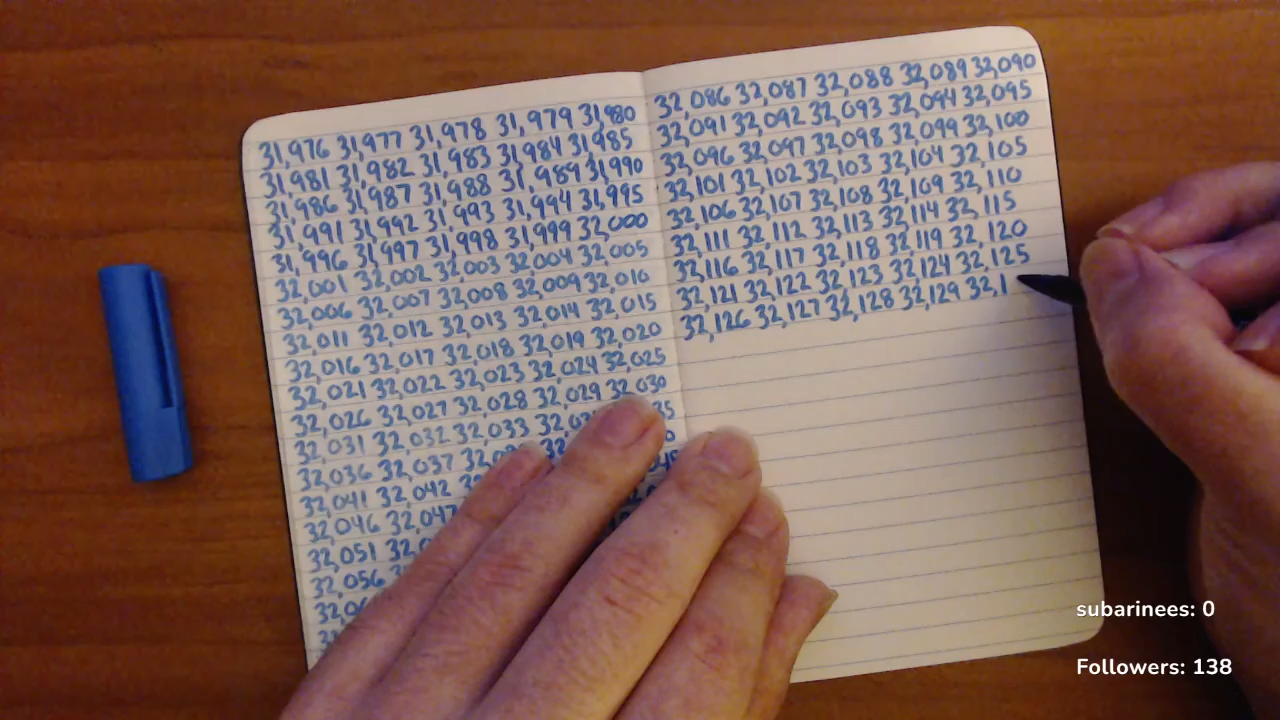 31,976 31,977 31,978 31,979 31,980
31,981 31,982 31,983 31,984 31,985
31,986 31,987 31,988 31,989 31,990
31,991 31,992 31,993 31,994 31,995
31,996 31,997 31,998 31,999 32,000
32,001 32,002 32,003 32,004 32,005
32,006 32,007 32,008 32,009 32,010
32,011 32,012 32,013 32,014 32,015
32,016 32,017 32,018 32,019 32,020
32,021 32,022 32,023 32,024 32,025
32,026 32,027 32,028 32,029 32,030
32,031 32,032 32,033
32,036 32,037
32,041 32,042
32,046 32,047
32,051
32,056
32,086 32,087 32,088 32,089 32,090
32,091 32,092 32,093 32,094 32,095
32,096 32,097 32,098 32,099 32,100
32,101 32,102 32,103 32,104 32,105
32,106 32,107 32,108 32,109 32,110
32,111 32,112 32,113 32,114 32,115
32,116 32,117 32,118 32,119 32,120
32,121 32,122 32,123 32,124 32,125
32,126 32,127 32,128 32,129 32,1
subarinees: 0
Followers: 138